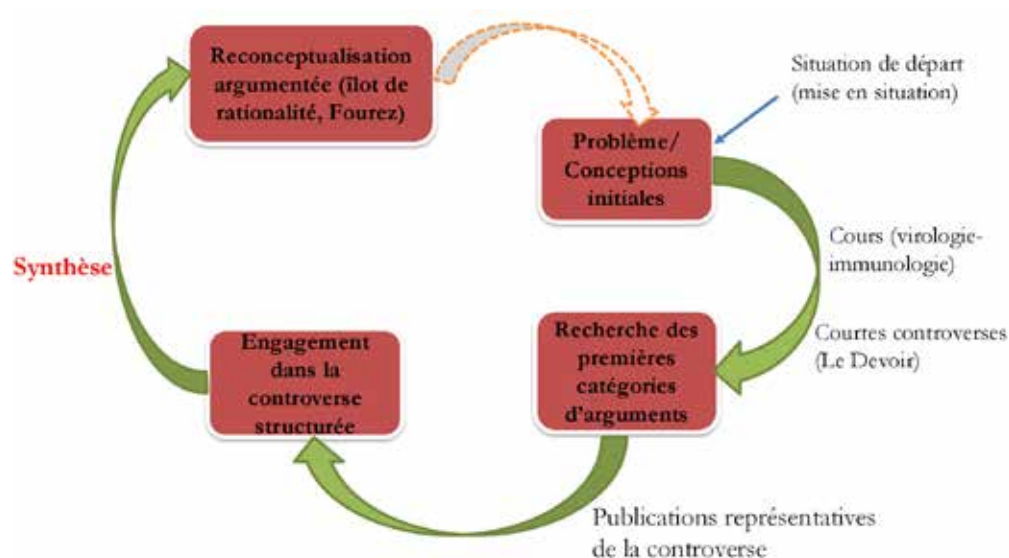 Reconceptualisation
argumentée (îlot de
rationalité, Fourez)
Situation de départ
(mise en situation)
Problème/
Conceptions
initiales
Cours (virologie-
immunologie)
Courtes controverses
(Le Devoir)
Recherche des
premières
catégories
d'arguments
Publications représentatives
de la controverse
Engagement
dans la
controverse
structurée
Synthèse